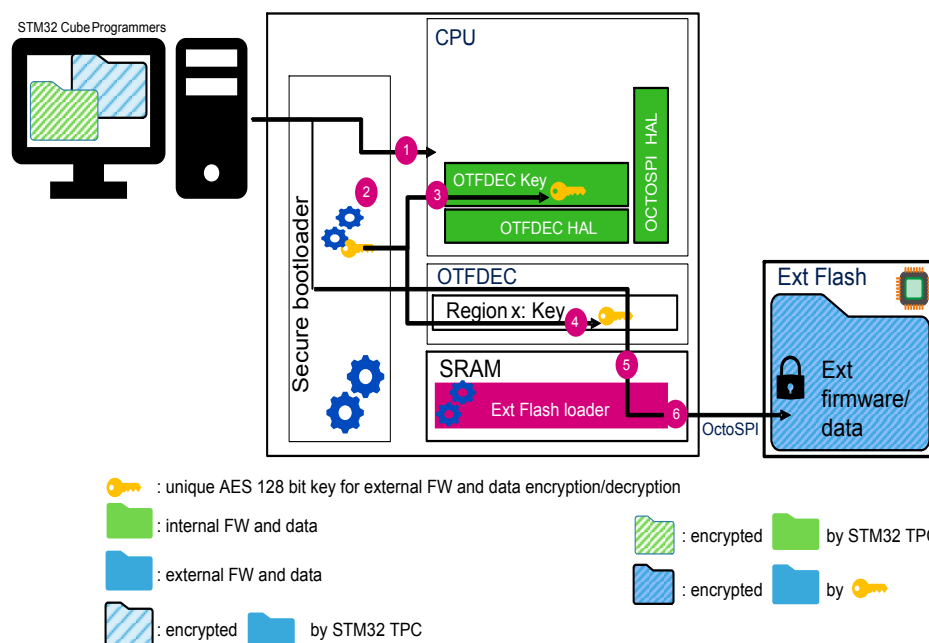 STM32 Cube Programmers
CPU
1
2
3
OTFDEC Key
OTFDEC HAL
OCTOSPI HAL
Secure bootloader
OTFDEC
Region x: Key
4
5
SRAM
Ext Flash loader
6
OctoSPI
Ext Flash
Ext
firmware/
data
: unique AES 128 bit key for external FW and data encryption/decryption
: internal FW and data
: external FW and data
: encrypted by STM32 TPC
: encrypted by STM32 TPC
: encrypted by